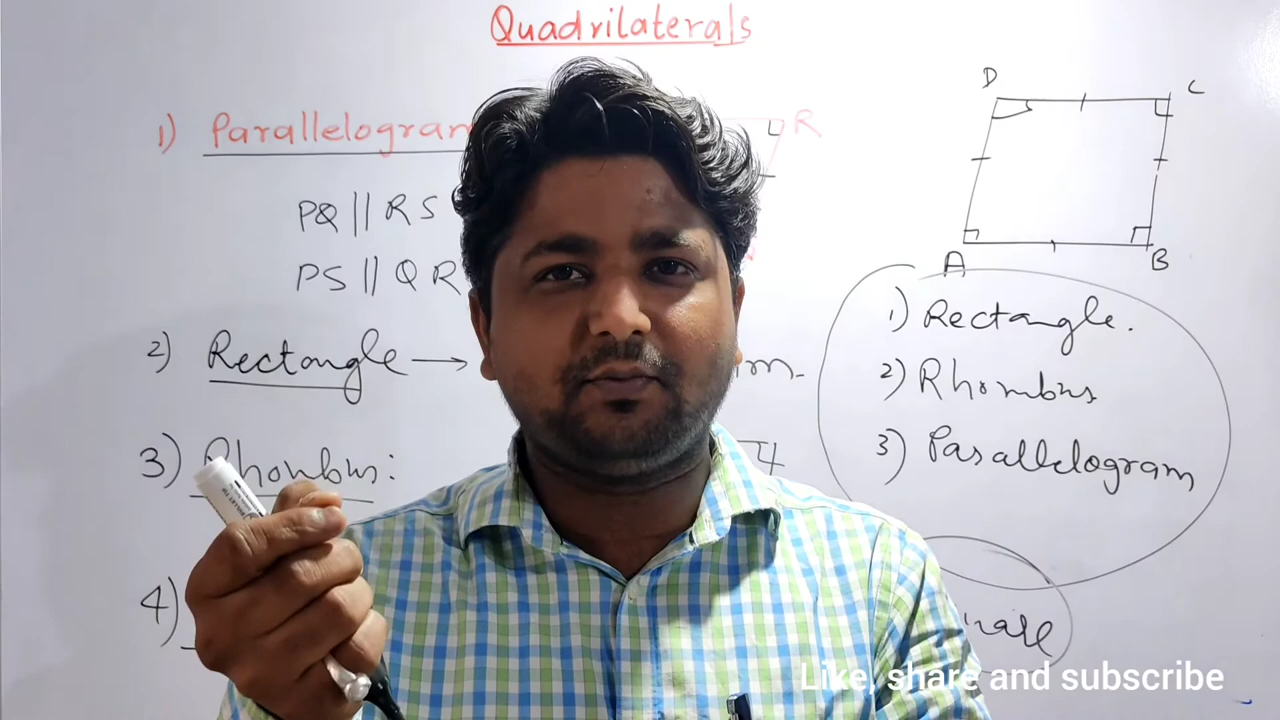 Quadrilaterals
1) Parallelogram
R
PQ || RS
PS || QR
2) Rectangle →
3) Rhombus:
4)
D C
A B
1) Rectangle.
2) Rhombus
3) Parallelogram
Like, share and subscribe